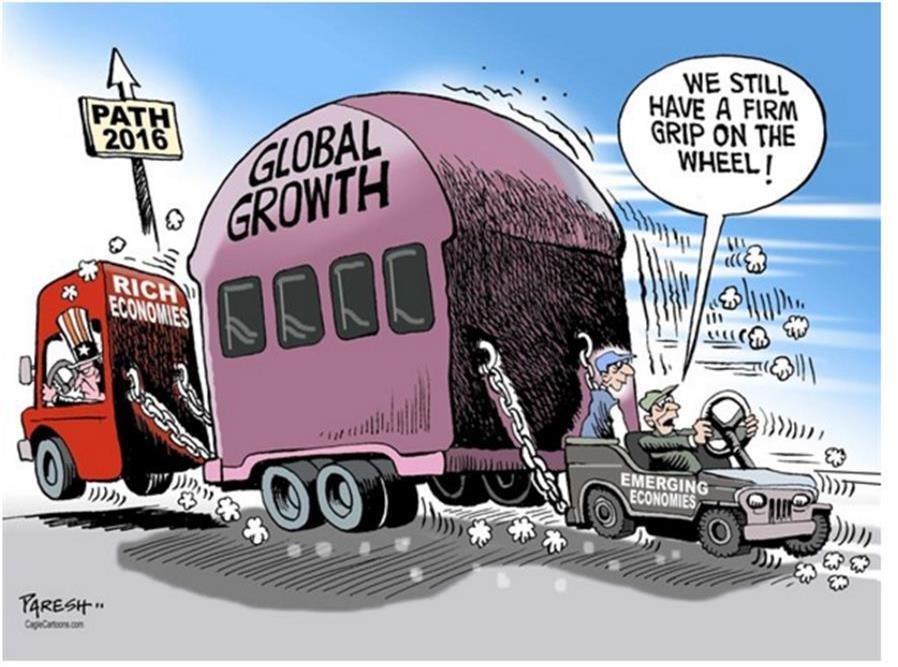 PATH
2016
GLOBAL
GROWTH
WE STILL
HAVE A FIRM
GRIP ON THE
WHEEL!
RICH
ECONOMIES
EMERGING
ECONOMIES
PARESH
CagleCartoons.com